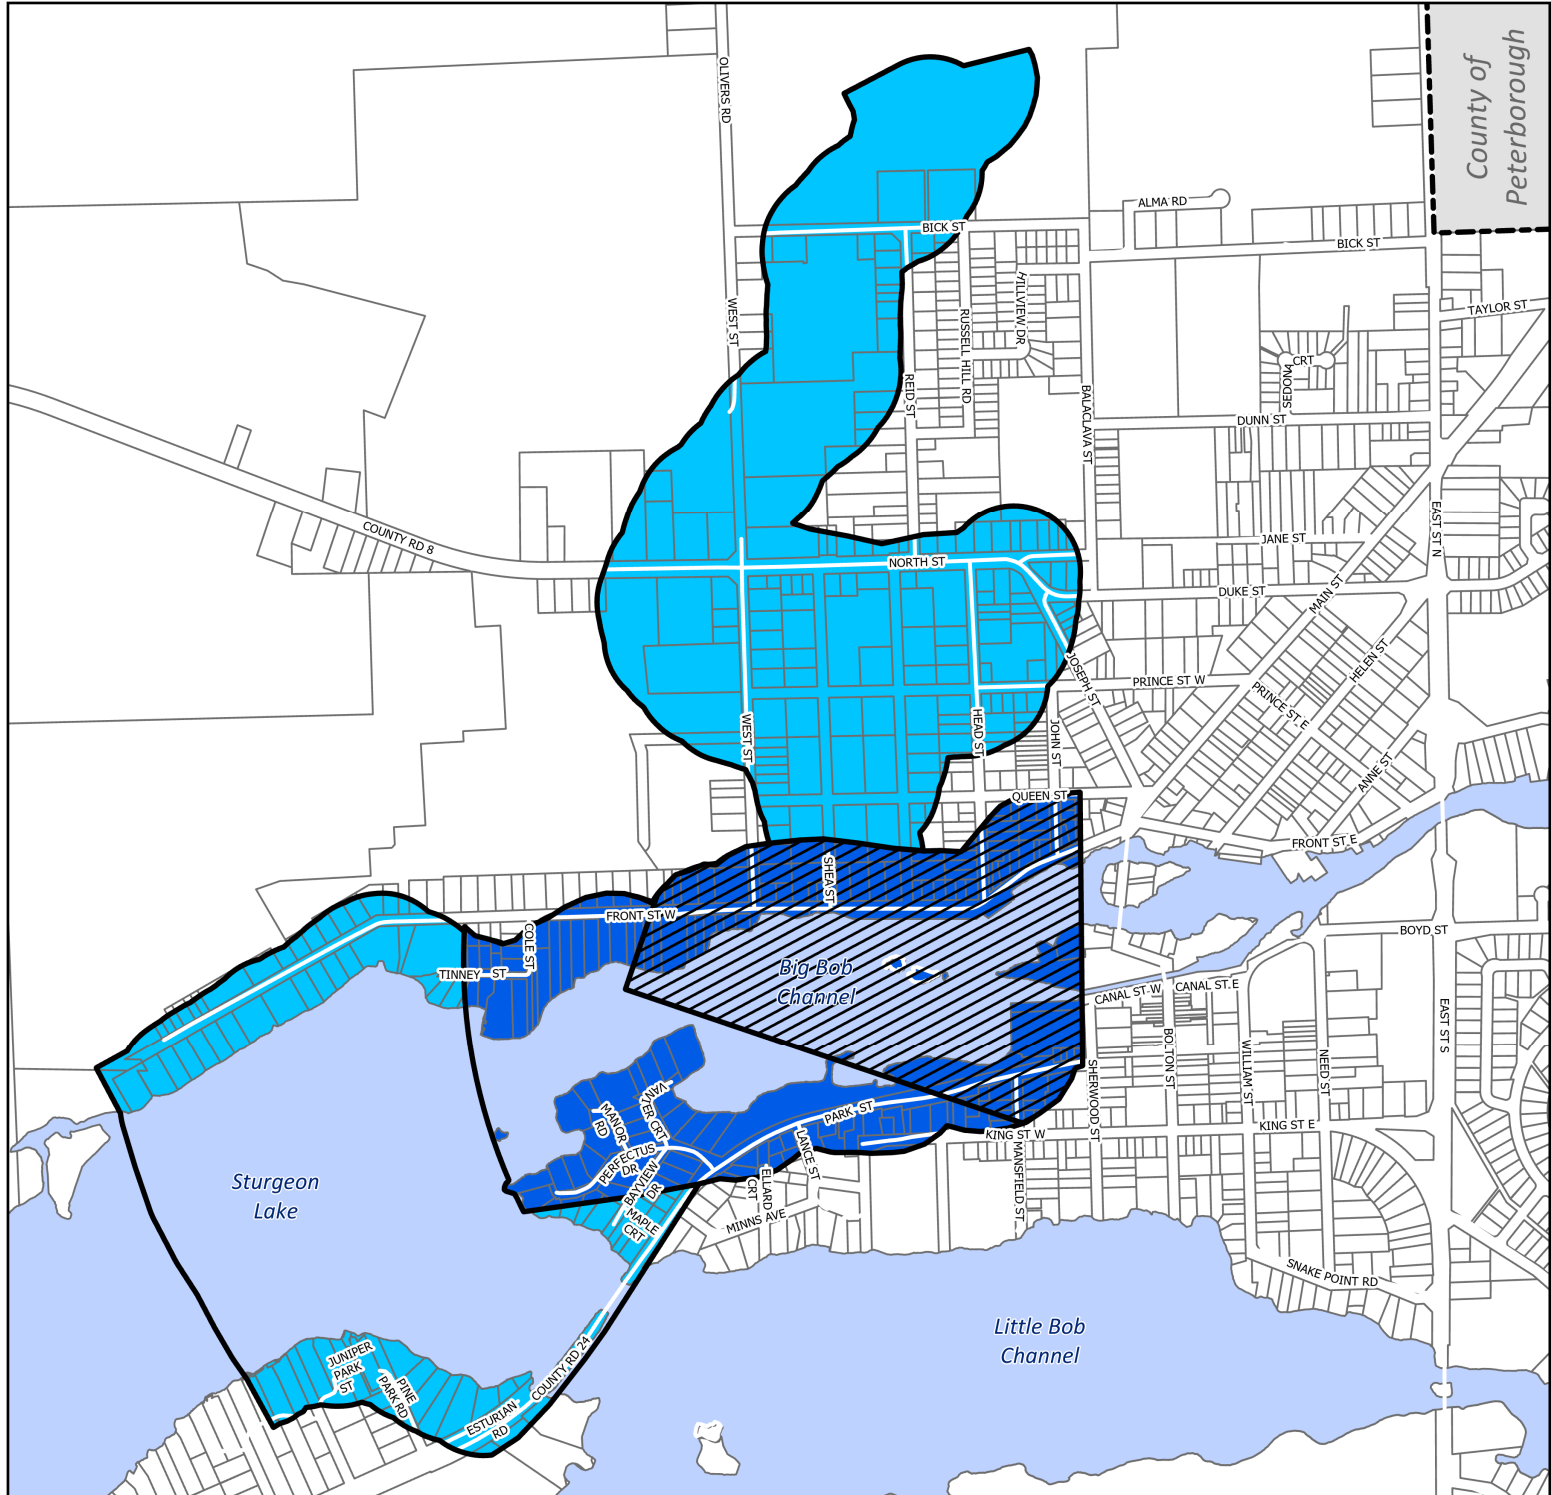 County of
Peterborough
OLIVERS RD
ALMA RD
BICK ST
BICK ST
TAYLOR ST
WEST ST
HILLVIEW DR
RUSSELL HILL RD
REID ST
BALACLAVA ST
SEDONA
CRT
DUNN ST
COUNTY RD 8
EAST ST N
JANE ST
NORTH ST
DUKE ST
MAIN ST
HELEN ST
JOSEPH ST
PRINCE ST W
PRINCE ST E
WEST ST
HEAD ST
JOHN ST
ANNE ST
QUEEN ST
FRONT ST E
SHEA ST
FRONT ST W
COLE ST
TINNEY ST
BOYD ST
Big Bob
Channel
CANAL ST W
CANAL ST E
EAST ST S
BOLTON ST
WILLIAM ST
NEED ST
SHERWOOD ST
VANIER CRT
MANOR
RD
PARK ST
KING ST W
KING ST E
LANCE ST
PERFECTUS
DR
BAYVIEW
DR
ELLARD
CRT
MANSFIELD ST
MAPLE
CRT
MINNS AVE
Sturgeon
Lake
SNAKE POINT RD
Little Bob
Channel
JUNIPER
PARK
ST
PINE
PARK RD
COUNTY RD 24
ESTURIAN
RD